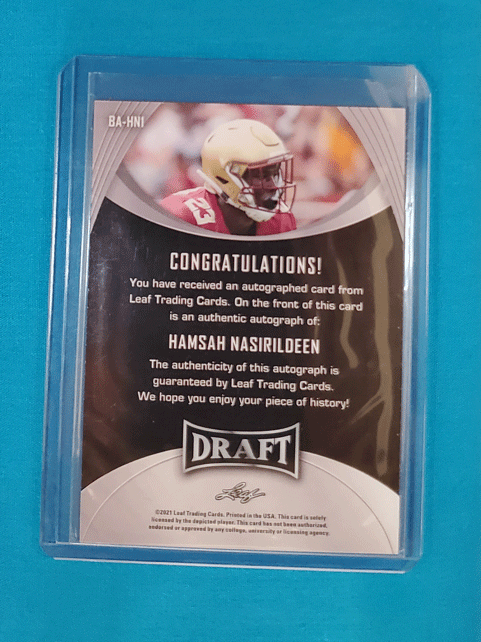 BA-HN1
23
CONGRATULATIONS!
You have received an autographed card from
Leaf Trading Cards. On the front of this card
is an authentic autograph of:
HAMSAH NASIRILDEEN
The authenticity of this autograph is
guaranteed by Leaf Trading Cards.
We hope you enjoy your piece of history!
DRAFT
Leaf
©2021 Leaf Trading Cards. Printed in the USA. This card is solely
licensed by the depicted player. This card has not been authorized,
endorsed or approved by any college, university or licensing agency.